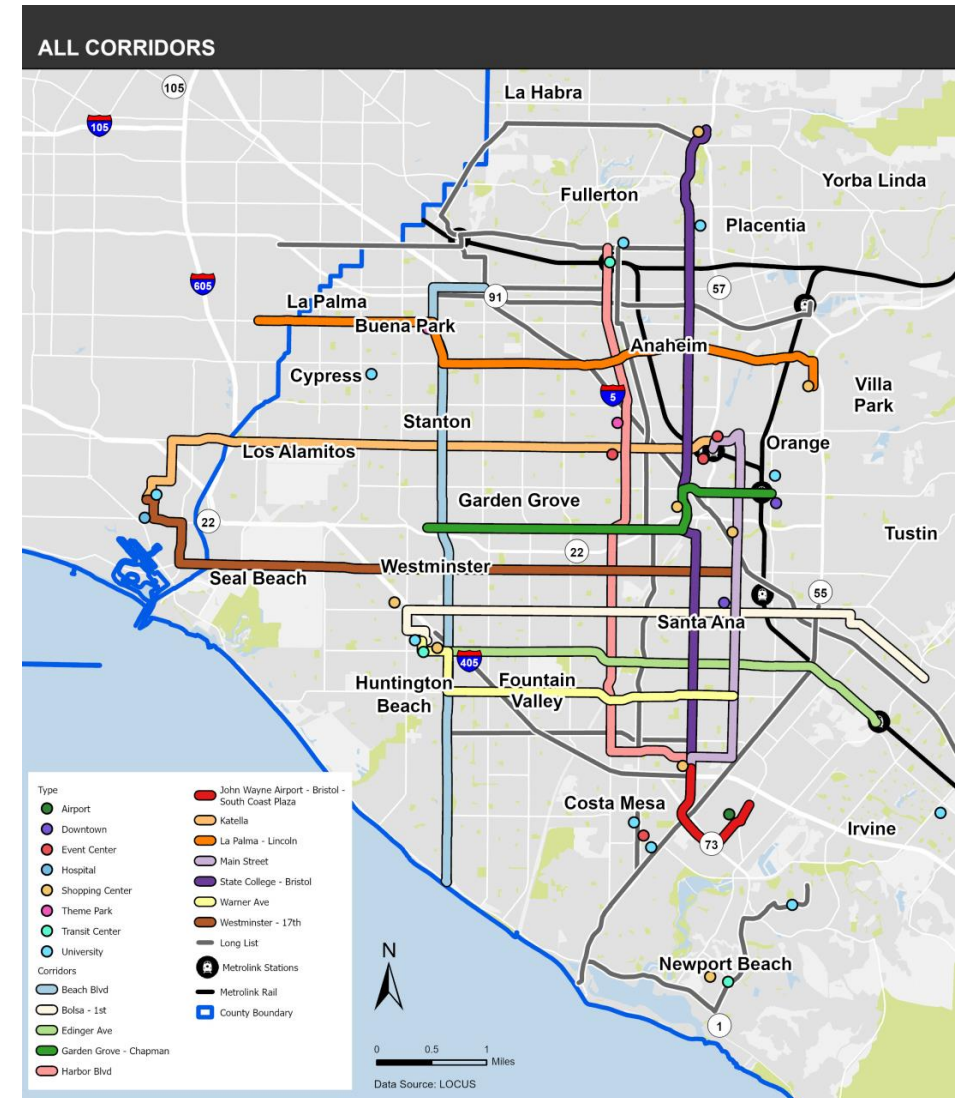 ALL CORRIDORS
105
La Habra
105
Yorba Linda
Fullerton
Placentia
605
57
La Palma
91
Buena Park
Anaheim
Cypress
Villa
Park
5
Stanton
Orange
Los Alamitos
Garden Grove
22
Tustin
22
Westminster
Seal Beach
55
Santa Ana
405
Huntington
Beach
Fountain
Valley
Costa Mesa
Irvine
73
Newport Beach
1
Type
Airport
Downtown
Event Center
Hospital
Shopping Center
Theme Park
Transit Center
University
Corridors
Beach Blvd
Bolsa - 1st
Edinger Ave
Garden Grove - Chapman
Harbor Blvd
John Wayne Airport - Bristol -
South Coast Plaza
Katella
La Palma - Lincoln
Main Street
State College - Bristol
Warner Ave
Westminster - 17th
Long List
Metrolink Stations
Metrolink Rail
County Boundary
N
0 0.5 1
Miles
Data Source: LOCUS